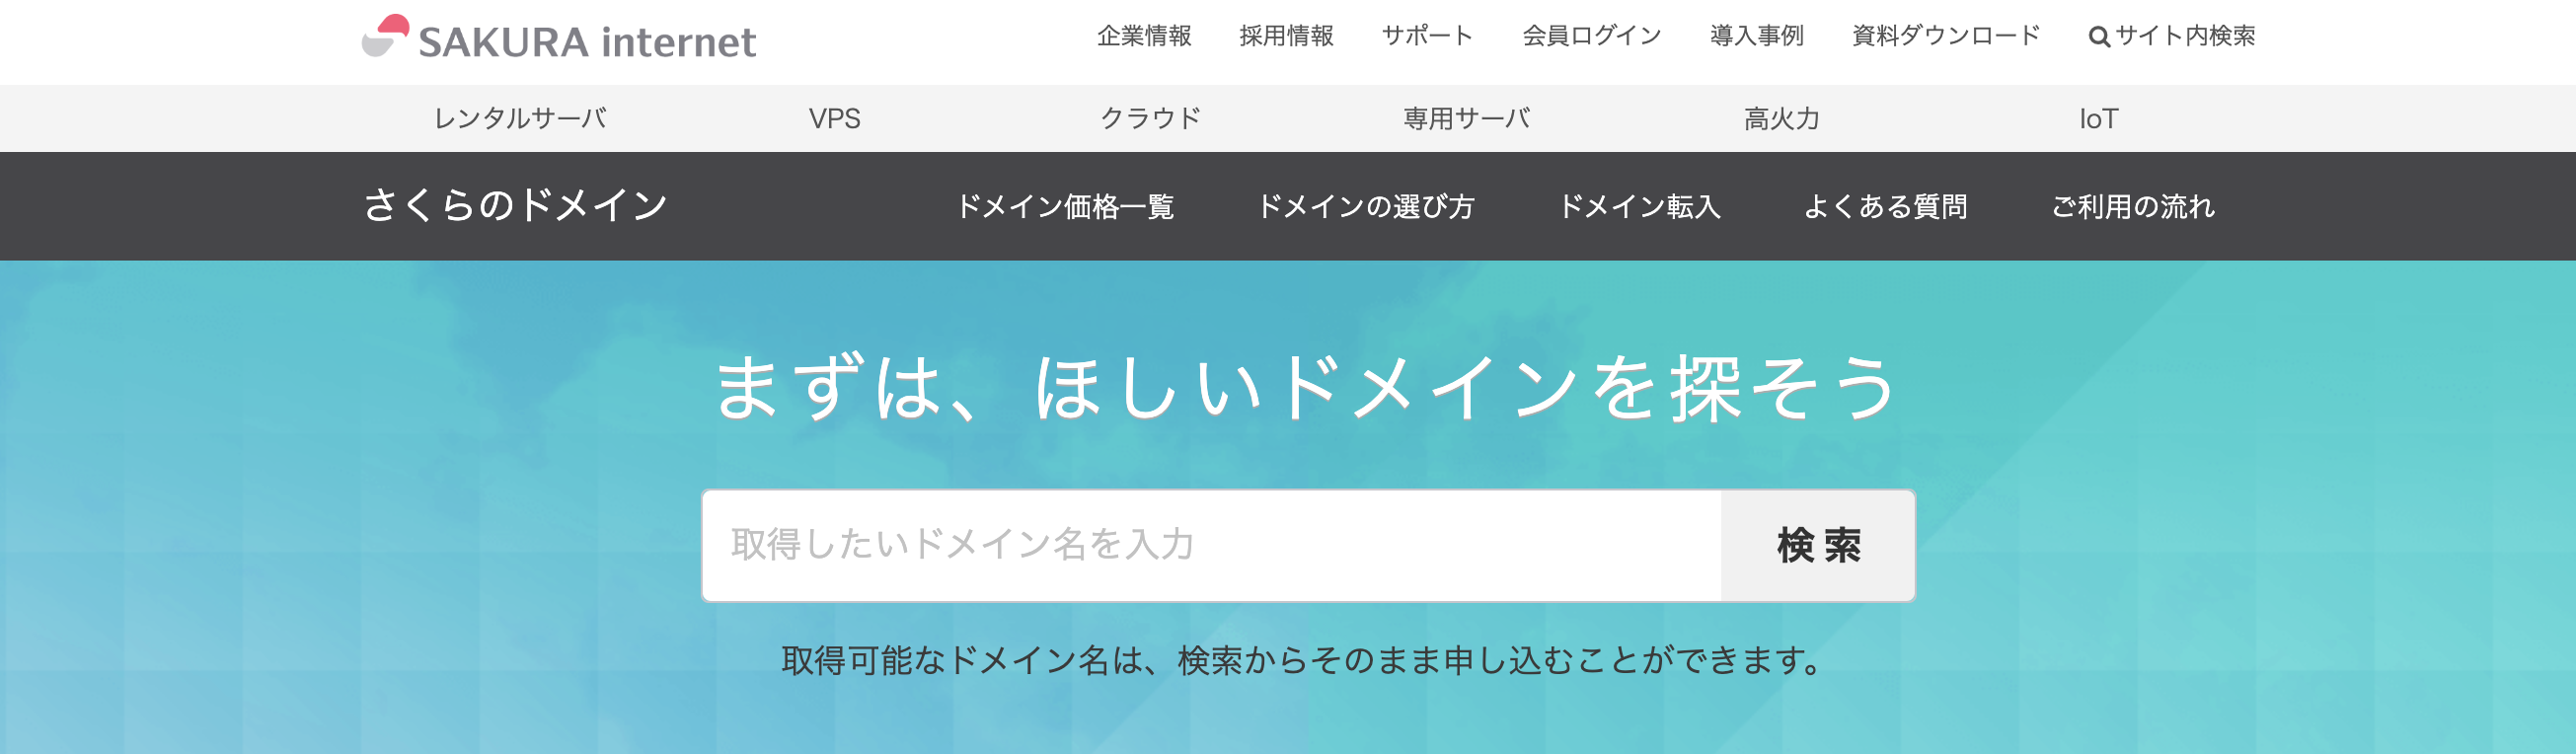 SAKURA internet 企業情報 採用情報 サポート 会員ログイン 導入事例 資料ダウンロード サイト内検索
レンタルサーバ VPS クラウド 専用サーバ 高火力 IoT
さくらのドメイン ドメイン価格一覧 ドメインの選び方 ドメイン転入 よくある質問 ご利用の流れ
まずは、ほしいドメインを探そう
取得したいドメイン名を入力 検索
取得可能なドメイン名は、検索からそのまま申し込むことができます。